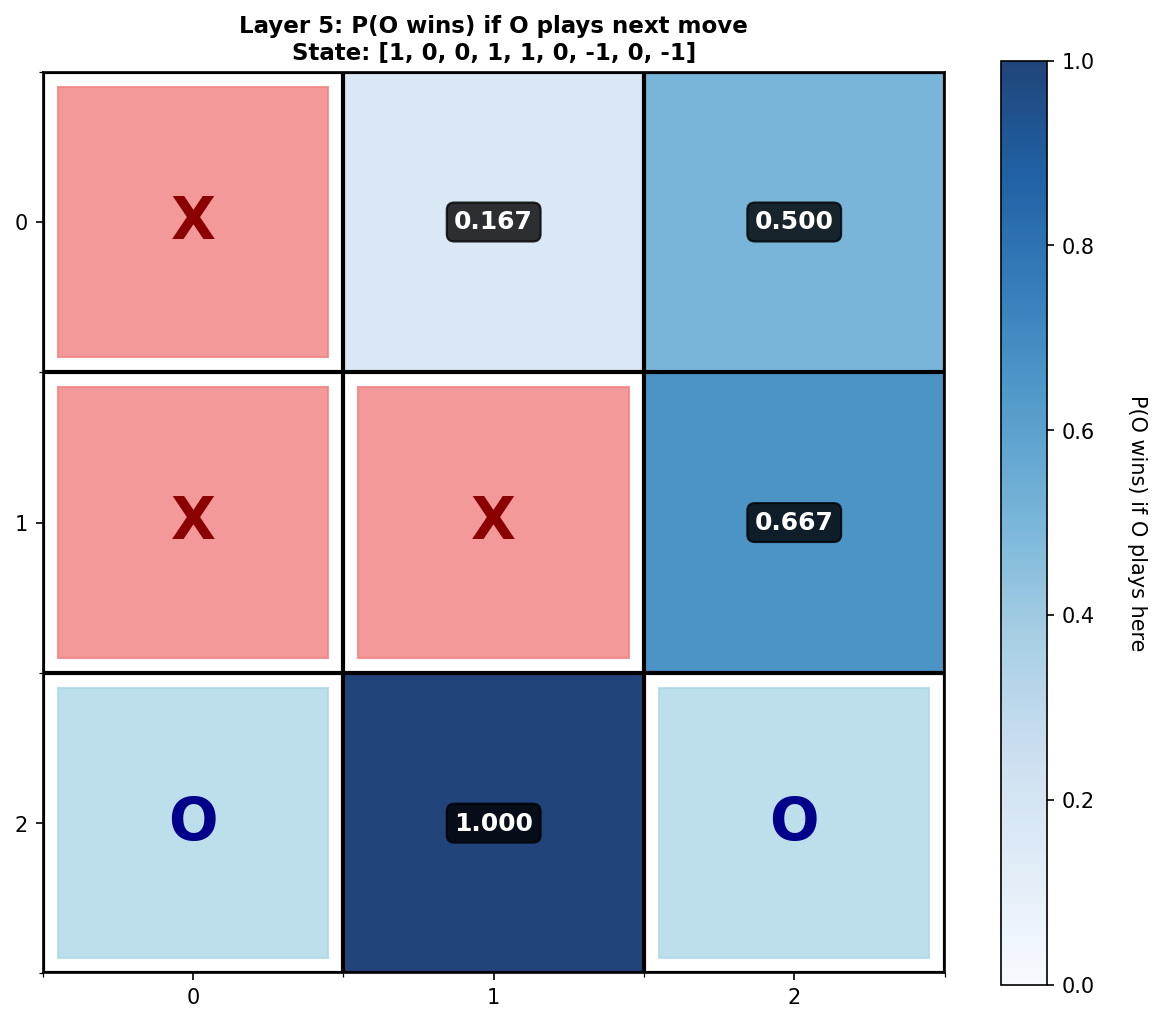 Layer 5: P(O wins) if O plays next move
State: [1, 0, 0, 1, 1, 0, -1, 0, -1]
0
X
0.167
0.500
1
X
X
0.667
2
O
1.000
O
0
1
2
1.0
0.8
0.6
0.4
0.2
0.0
P(O wins) if O plays here